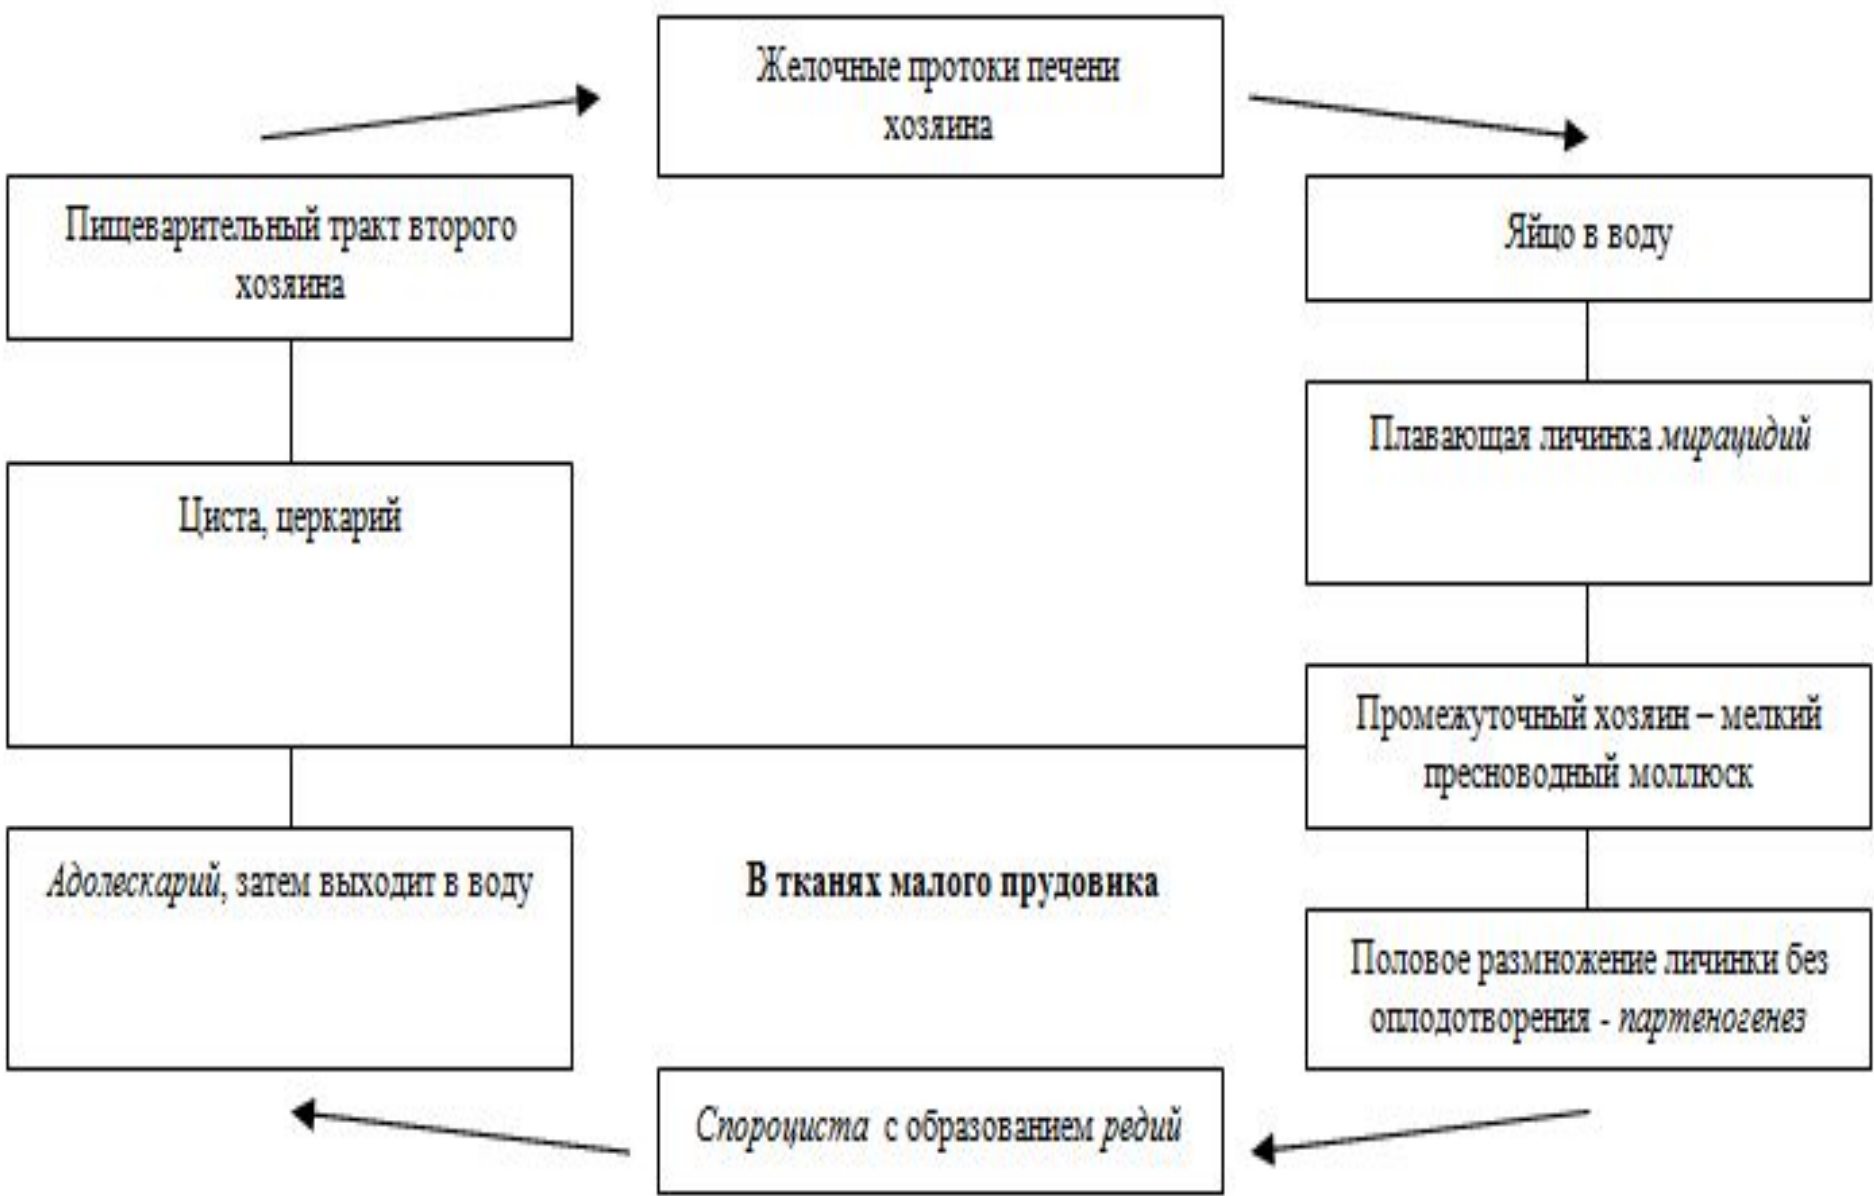 Желочные протоки печени
хозяина
Пищеварительный тракт второго
хозяина
Яйцо в воду
Плавающая личинка мирацидий
Циста, церкарий
Промежуточный хозяин – мелкий
пресноводный моллюск
Адолескарий, затем выходит в воду
В тканях малого прудовика
Половое размножение личинки без
оплодотворения - партеногенез
Спороциста с образованием редий